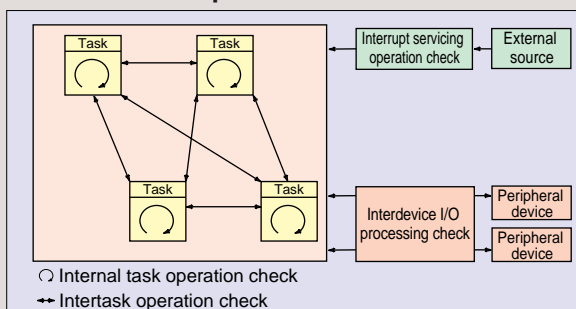 Task
Task
Task
Task
Interrupt servicing
operation check
External
source
Interdevice I/O
processing check
Peripheral
device
Peripheral
device
Internal task operation check
Intertask operation check